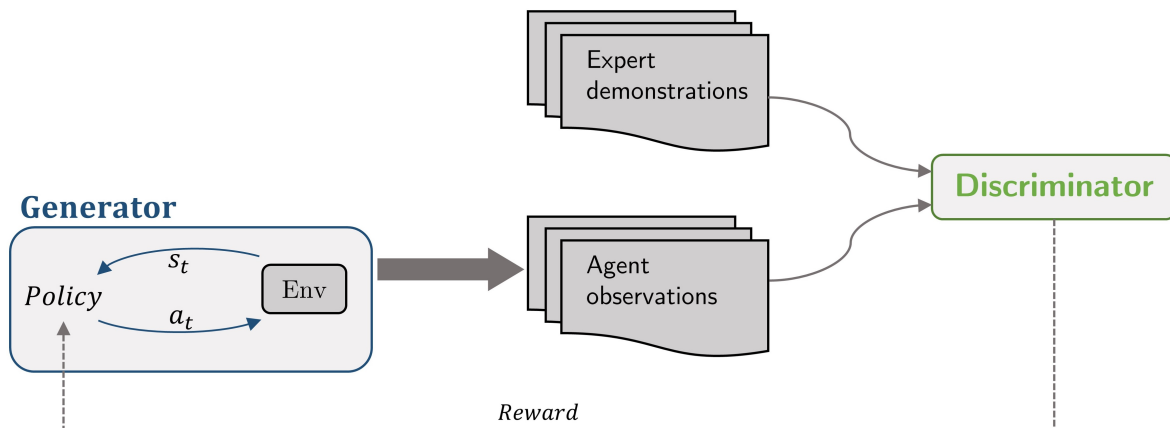 Expert
demonstrations
Discriminator
Generator
s_t
Policy
Env
a_t
Agent
observations
Reward